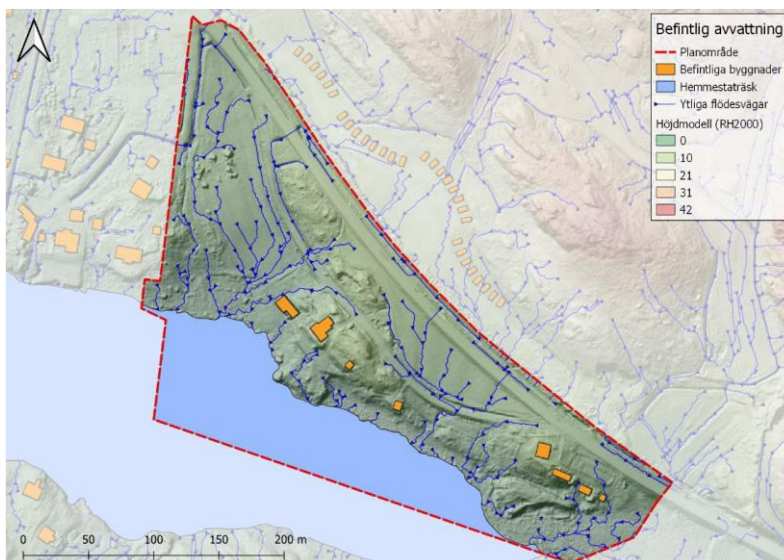 Befintlig avvattning
Planområde
Befintliga byggnader
Hemmestaträsk
Ytliga flödesvägar
Höjdmodell (RH2000)
0
10
21
31
42
0 50 100 150 200 m